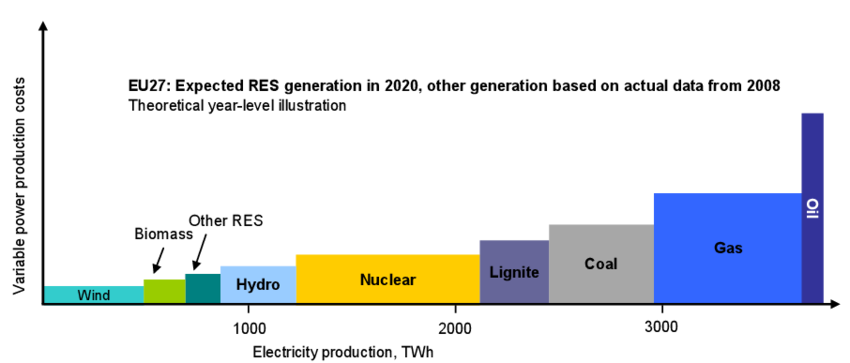 EU27: Expected RES generation in 2020, other generation based on actual data from 2008
Theoretical year-level illustration
Variable power production costs
Other RES
Biomass
Wind
Hydro
Nuclear
Lignite
Coal
Gas
Oil
1000
2000
3000
Electricity production, TWh